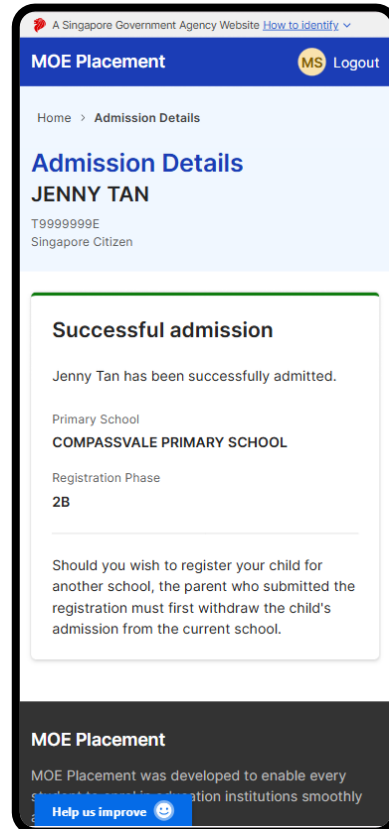 A Singapore Government Agency Website How to identify
MOE Placement
MS Logout
Home > Admission Details
Admission Details
JENNY TAN
T9999999E
Singapore Citizen
Successful admission
Jenny Tan has been successfully admitted.
Primary School
COMPASSVALE PRIMARY SCHOOL
Registration Phase
2B
Should you wish to register your child for
another school, the parent who submitted the
registration must first withdraw the child's
admission from the current school.
MOE Placement
MOE Placement was developed to enable every
education institutions smoothly
Help us improve